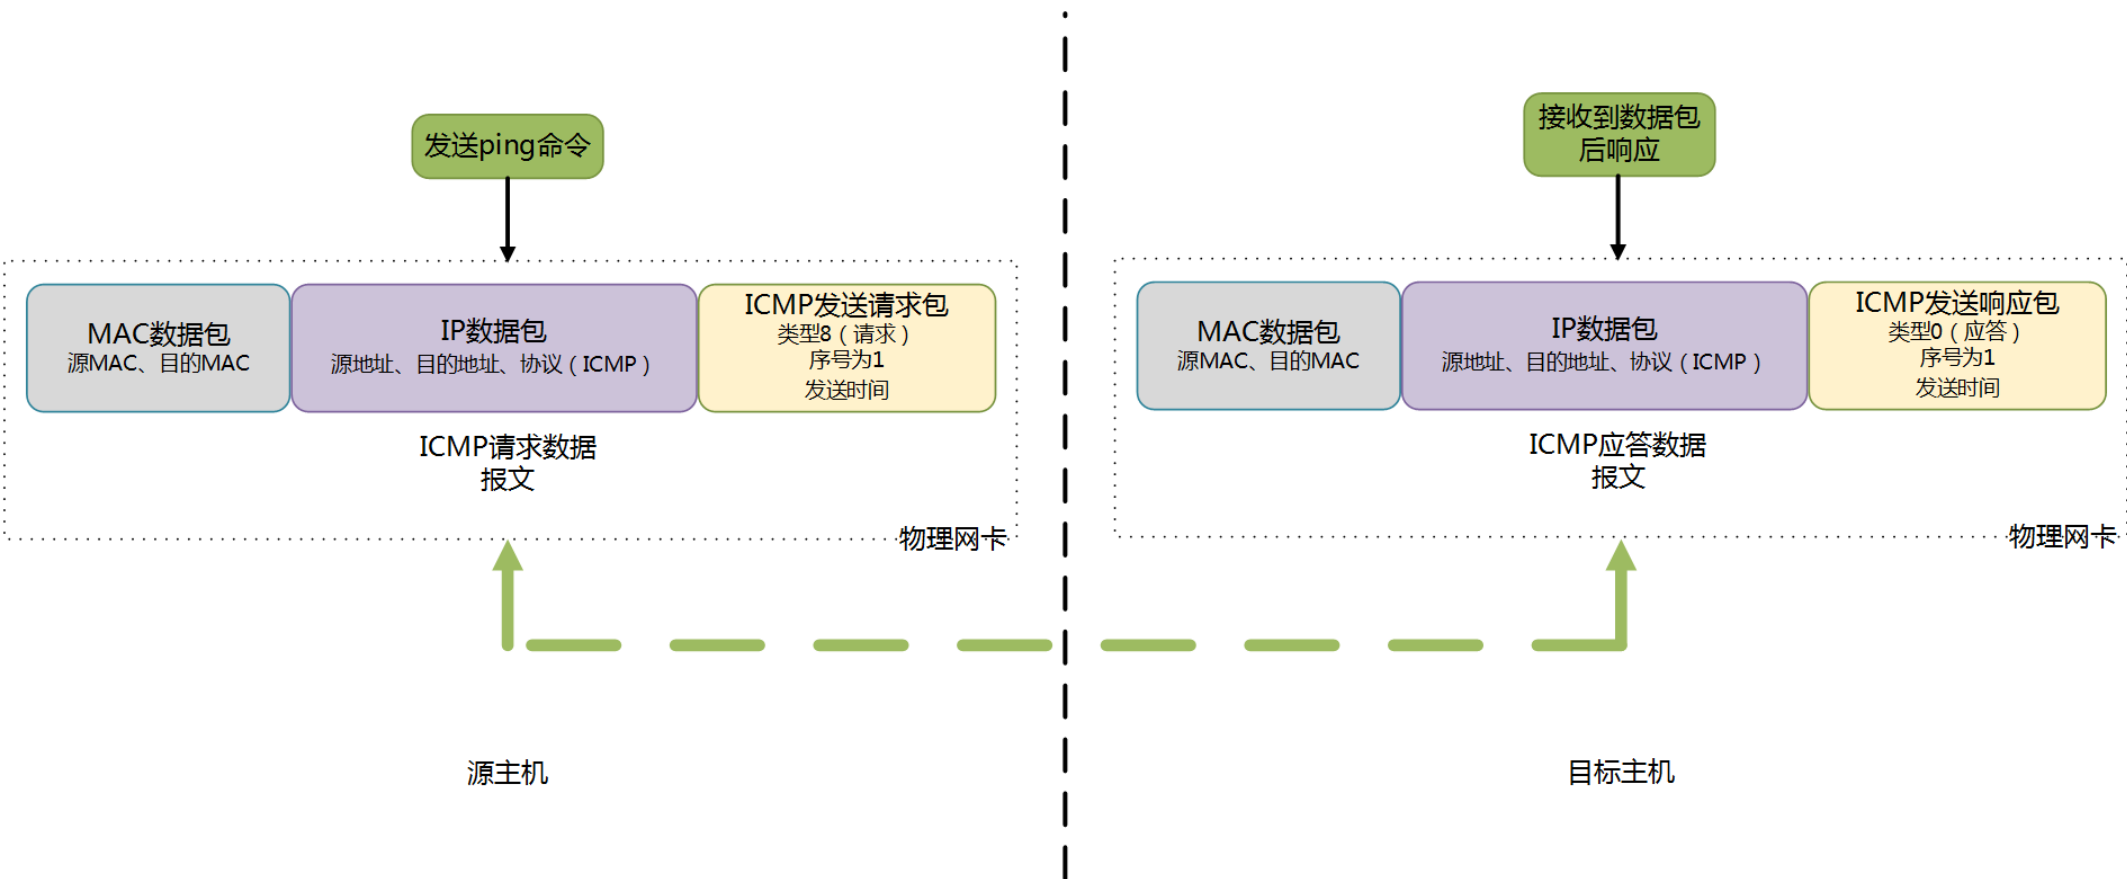 发送ping命令
MAC数据包
源MAC、目的MAC
IP数据包
源地址、目的地址、协议（ICMP）
ICMP发送请求包
类型8（请求）
序号为1
发送时间
ICMP请求数据
报文
物理网卡
源主机
接收到数据包
后响应
MAC数据包
源MAC、目的MAC
IP数据包
源地址、目的地址、协议（ICMP）
ICMP发送响应包
类型0（应答）
序号为1
发送时间
ICMP应答数据
报文
物理网卡
目标主机